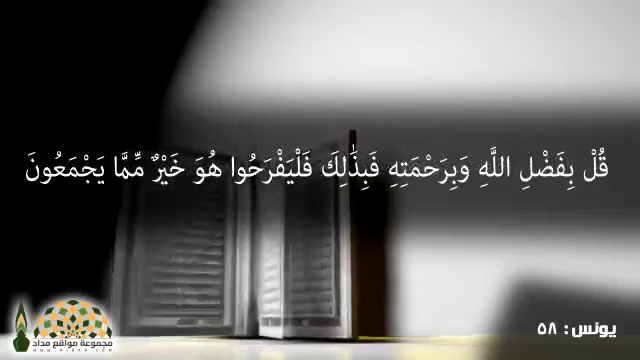 قُلْ بِفَضْلِ اللَّهِ وَبِرَحْمَتِهِ فَبِذَٰلِكَ فَلْيَفْرَحُوا هُوَ خَيْرٌ مِّمَّا يَجْمَعُونَ
يونس: ٥٨
مجموعة مواقع مداد